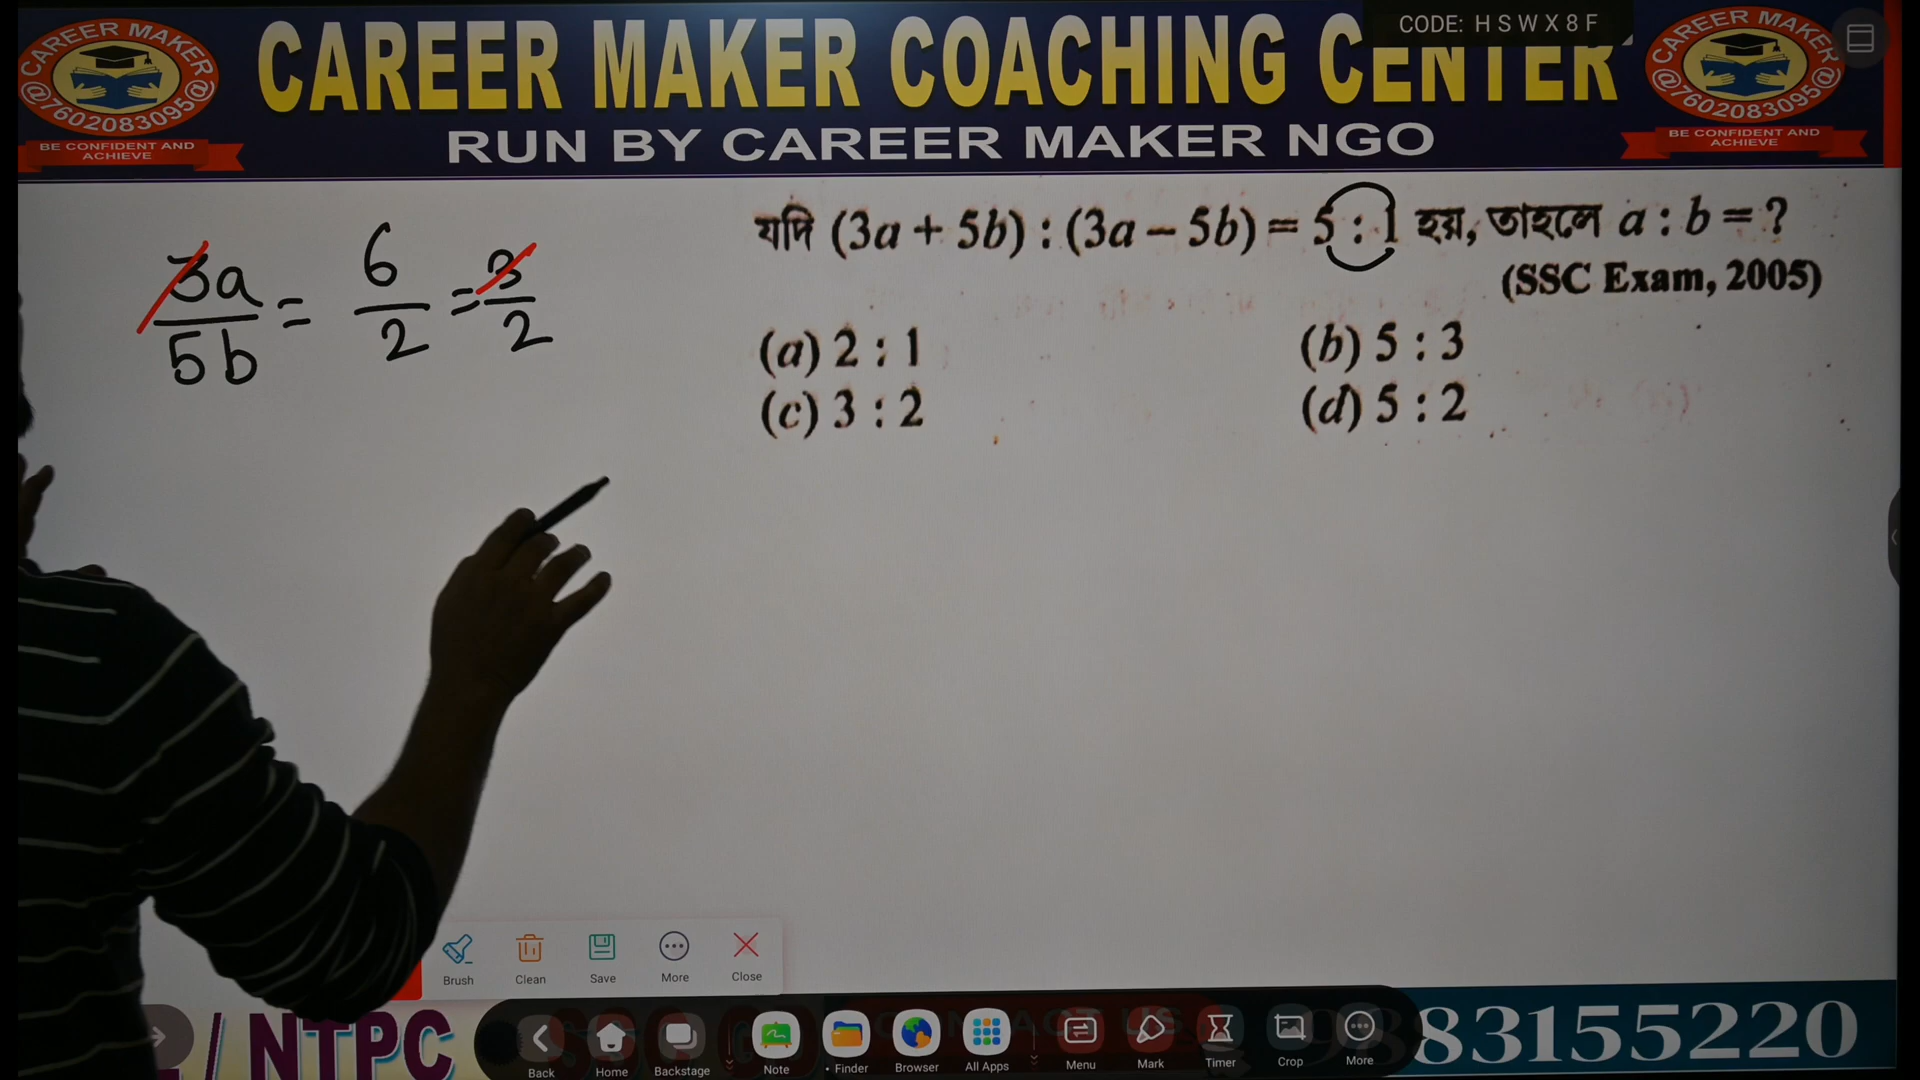 CODE: HSWX8F
CAREER MAKER
@7602083095@
BE CONFIDENT AND
ACHIEVE
CAREER MAKER COACHING CENTER
RUN BY CAREER MAKER NGO
CAREER MAKER
@7602083095@
BE CONFIDENT AND
ACHIEVE
3a/5b = 6/2 = 3/2
যদি (3a + 5b) : (3a – 5b) = 5 : 1 হয়, তাহলে a : b = ?
(SSC Exam, 2005)
(a) 2 : 1
(b) 5 : 3
(c) 3 : 2
(d) 5 : 2
Brush
Clean
Save
More
Close
/ NTPC
83155220
Back
Home
Backstage
Note
Finder
Browser
All Apps
Menu
Mark
Timer
Crop
More